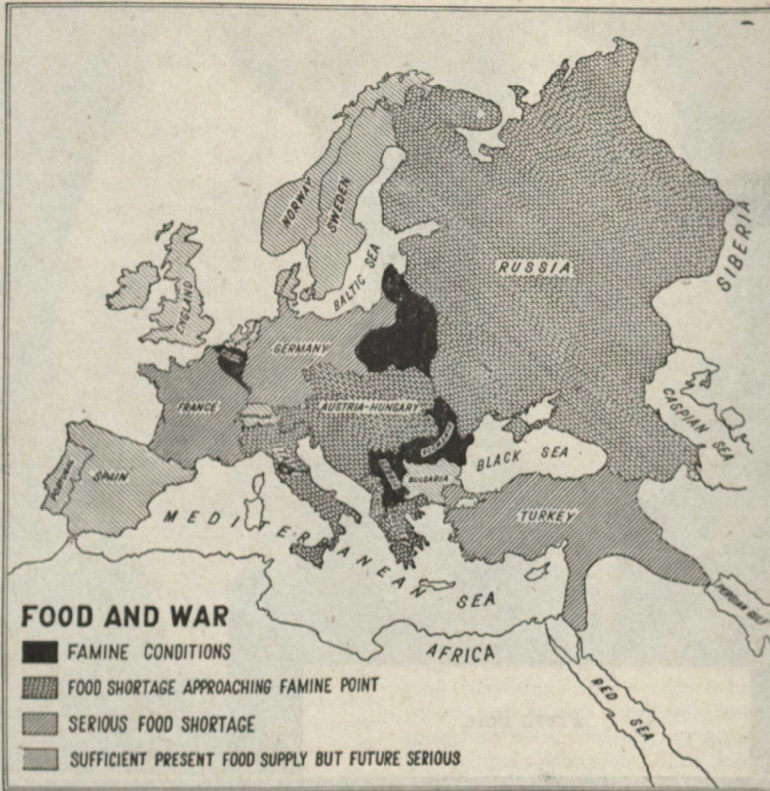 NORWAY
SWEDEN
BALTIC SEA
RUSSIA
SIBERIA
ENGLAND
GERMANY
FRANCE
AUSTRIA-HUNGARY
CASPIAN SEA
BLACK SEA
SPAIN
BULGARIA
TURKEY
MEDITERRANEAN SEA
PERSIAN GULF
AFRICA
RED SEA
FOOD AND WAR
FAMINE CONDITIONS
FOOD SHORTAGE APPROACHING FAMINE POINT
SERIOUS FOOD SHORTAGE
SUFFICIENT PRESENT FOOD SUPPLY BUT FUTURE SERIOUS